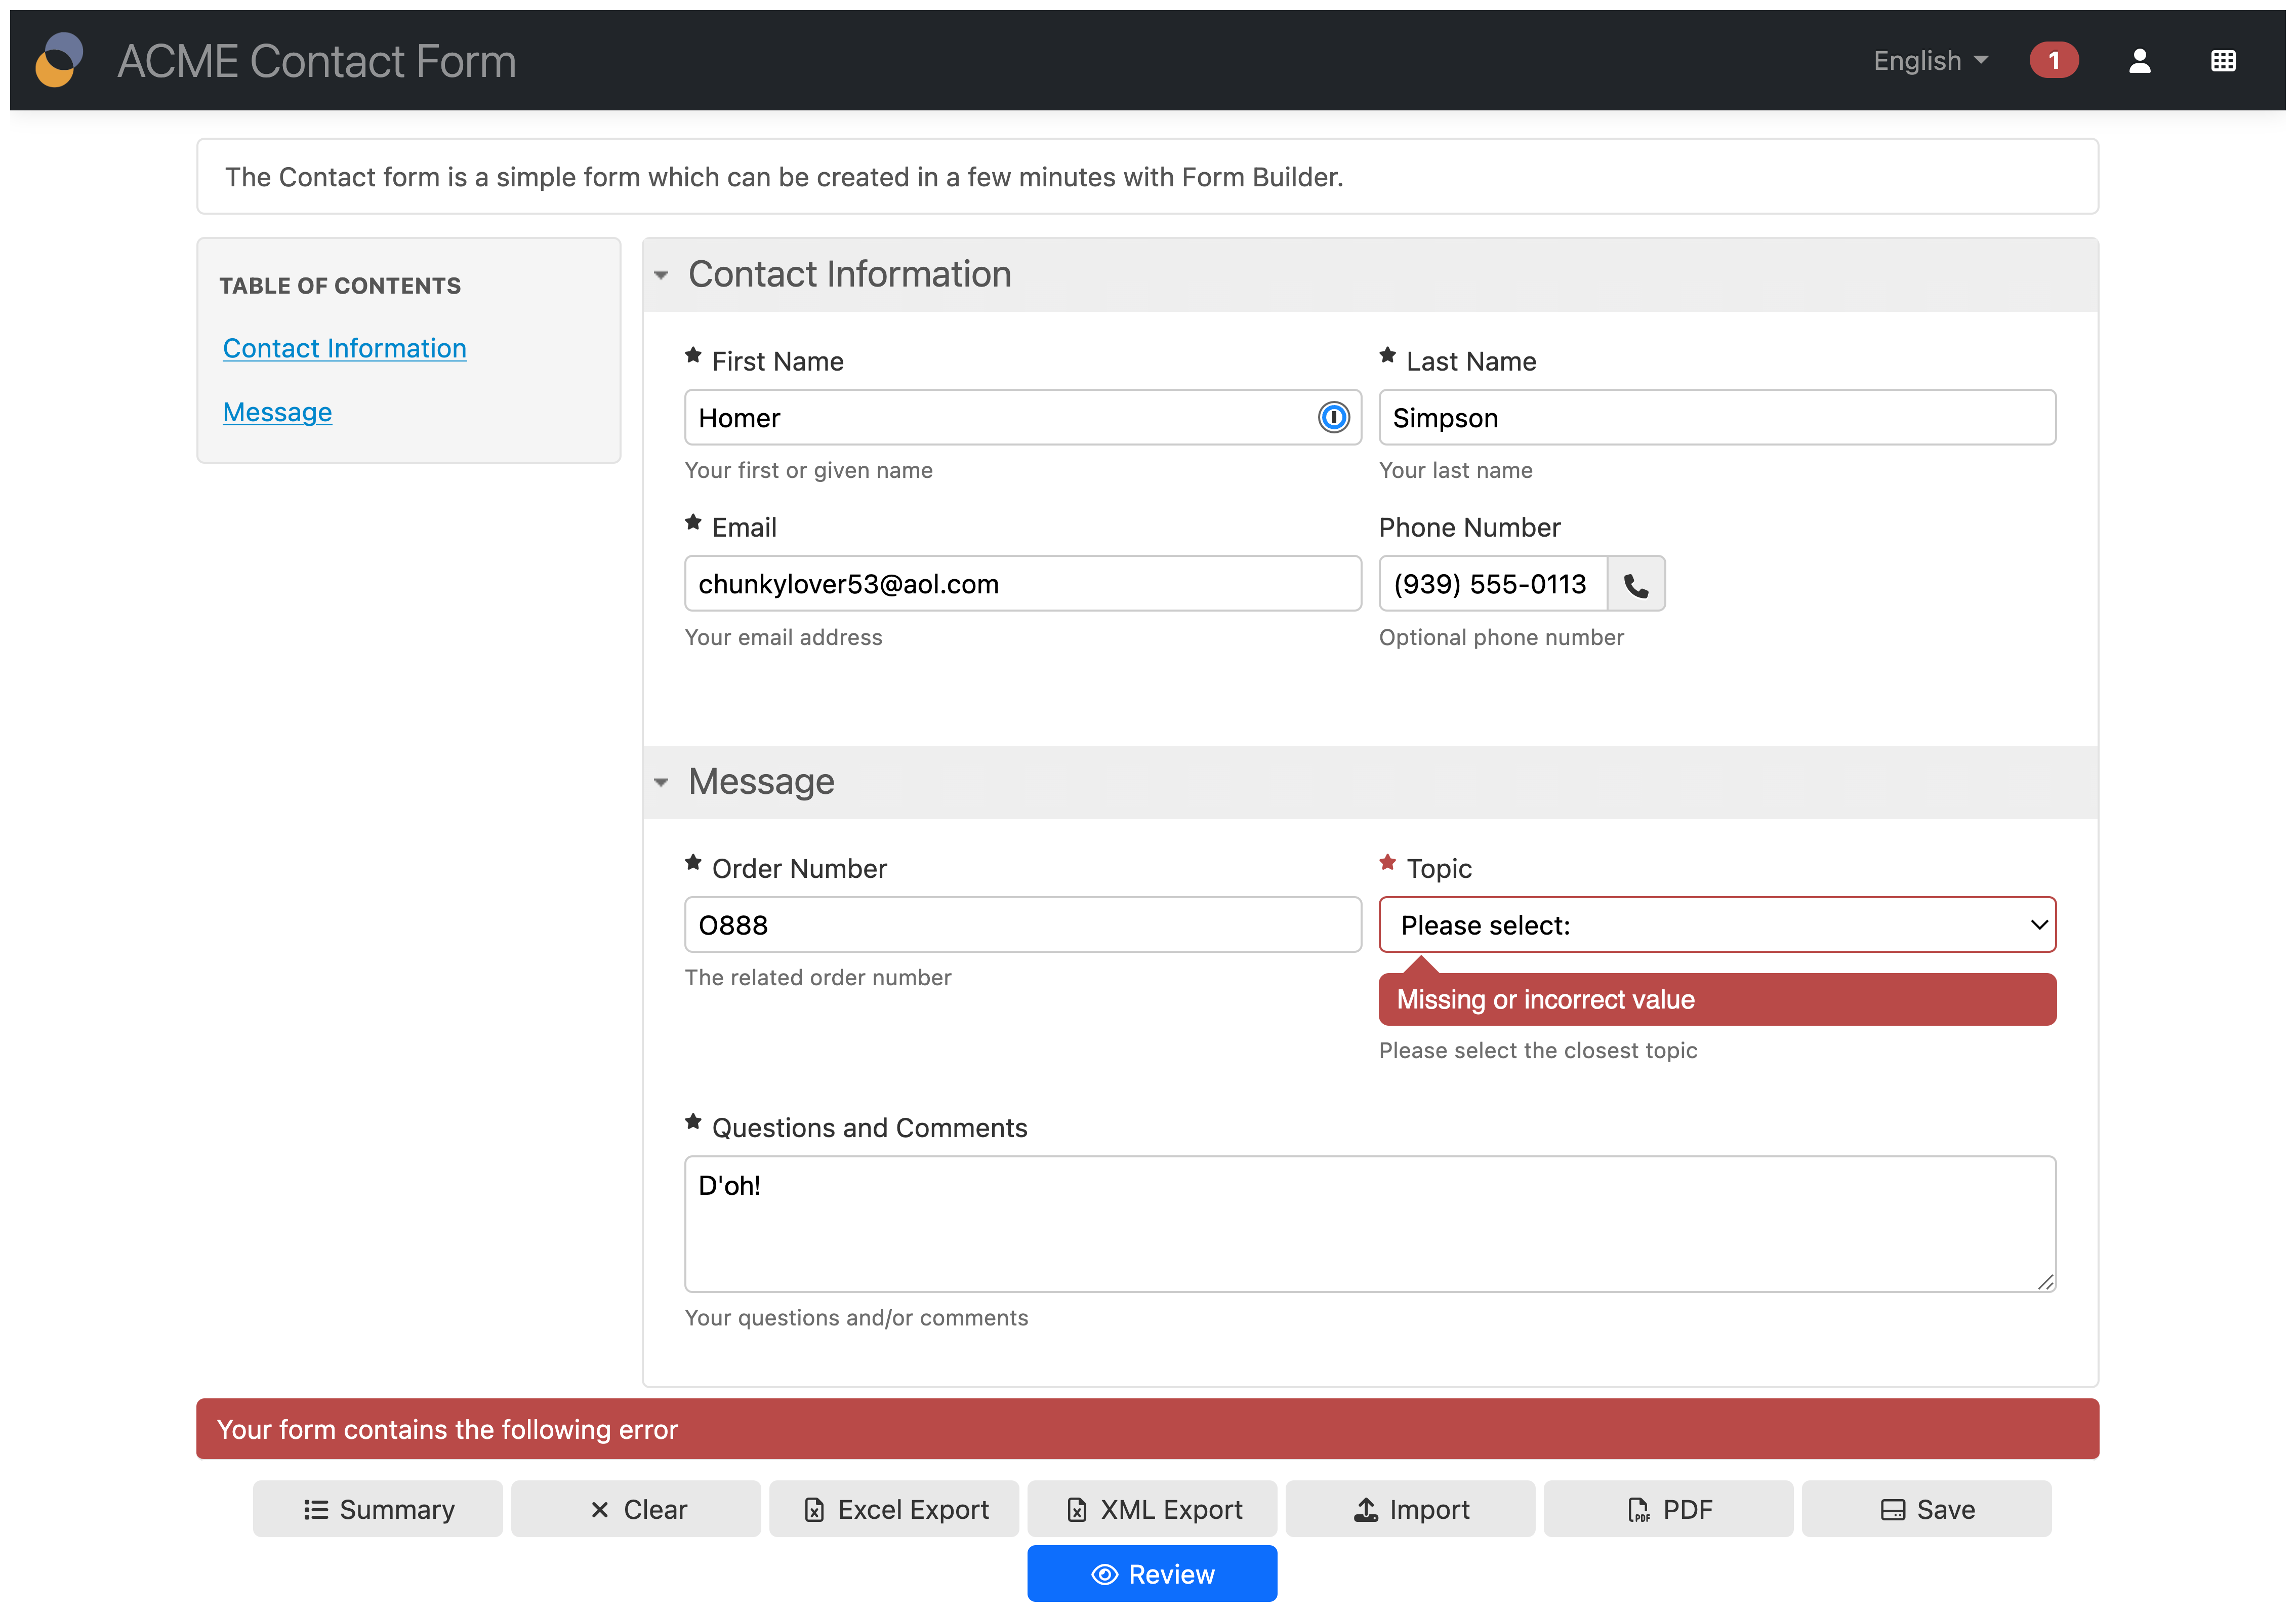 ACME Contact Form
English
1
The Contact form is a simple form which can be created in a few minutes with Form Builder.
TABLE OF CONTENTS
Contact Information
Message
Contact Information
First Name
Last Name
Homer
Simpson
Your first or given name
Your last name
Email
Phone Number
chunkylover53@aol.com
(939) 555-0113
Your email address
Optional phone number
Message
Order Number
Topic
O888
Please select:
The related order number
Missing or incorrect value
Please select the closest topic
Questions and Comments
D'oh!
Your questions and/or comments
Your form contains the following error
Summary
Clear
Excel Export
XML Export
Import
PDF
Save
Review